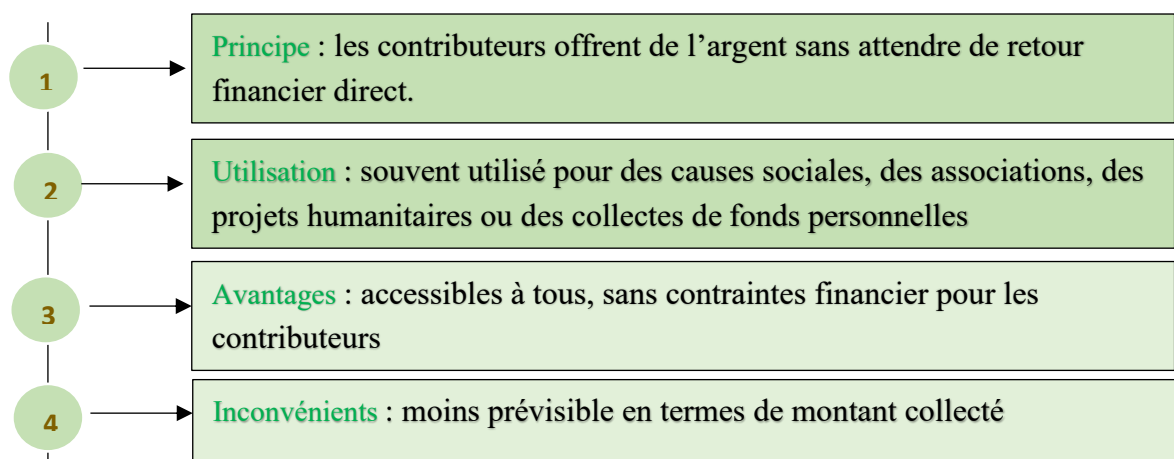 1
Principe : les contributeurs offrent de l’argent sans attendre de retour
financier direct.
2
Utilisation : souvent utilisé pour des causes sociales, des associations, des
projets humanitaires ou des collectes de fonds personnelles
3
Avantages : accessibles à tous, sans contraintes financier pour les
contributeurs
4
Inconvénients : moins prévisible en termes de montant collecté